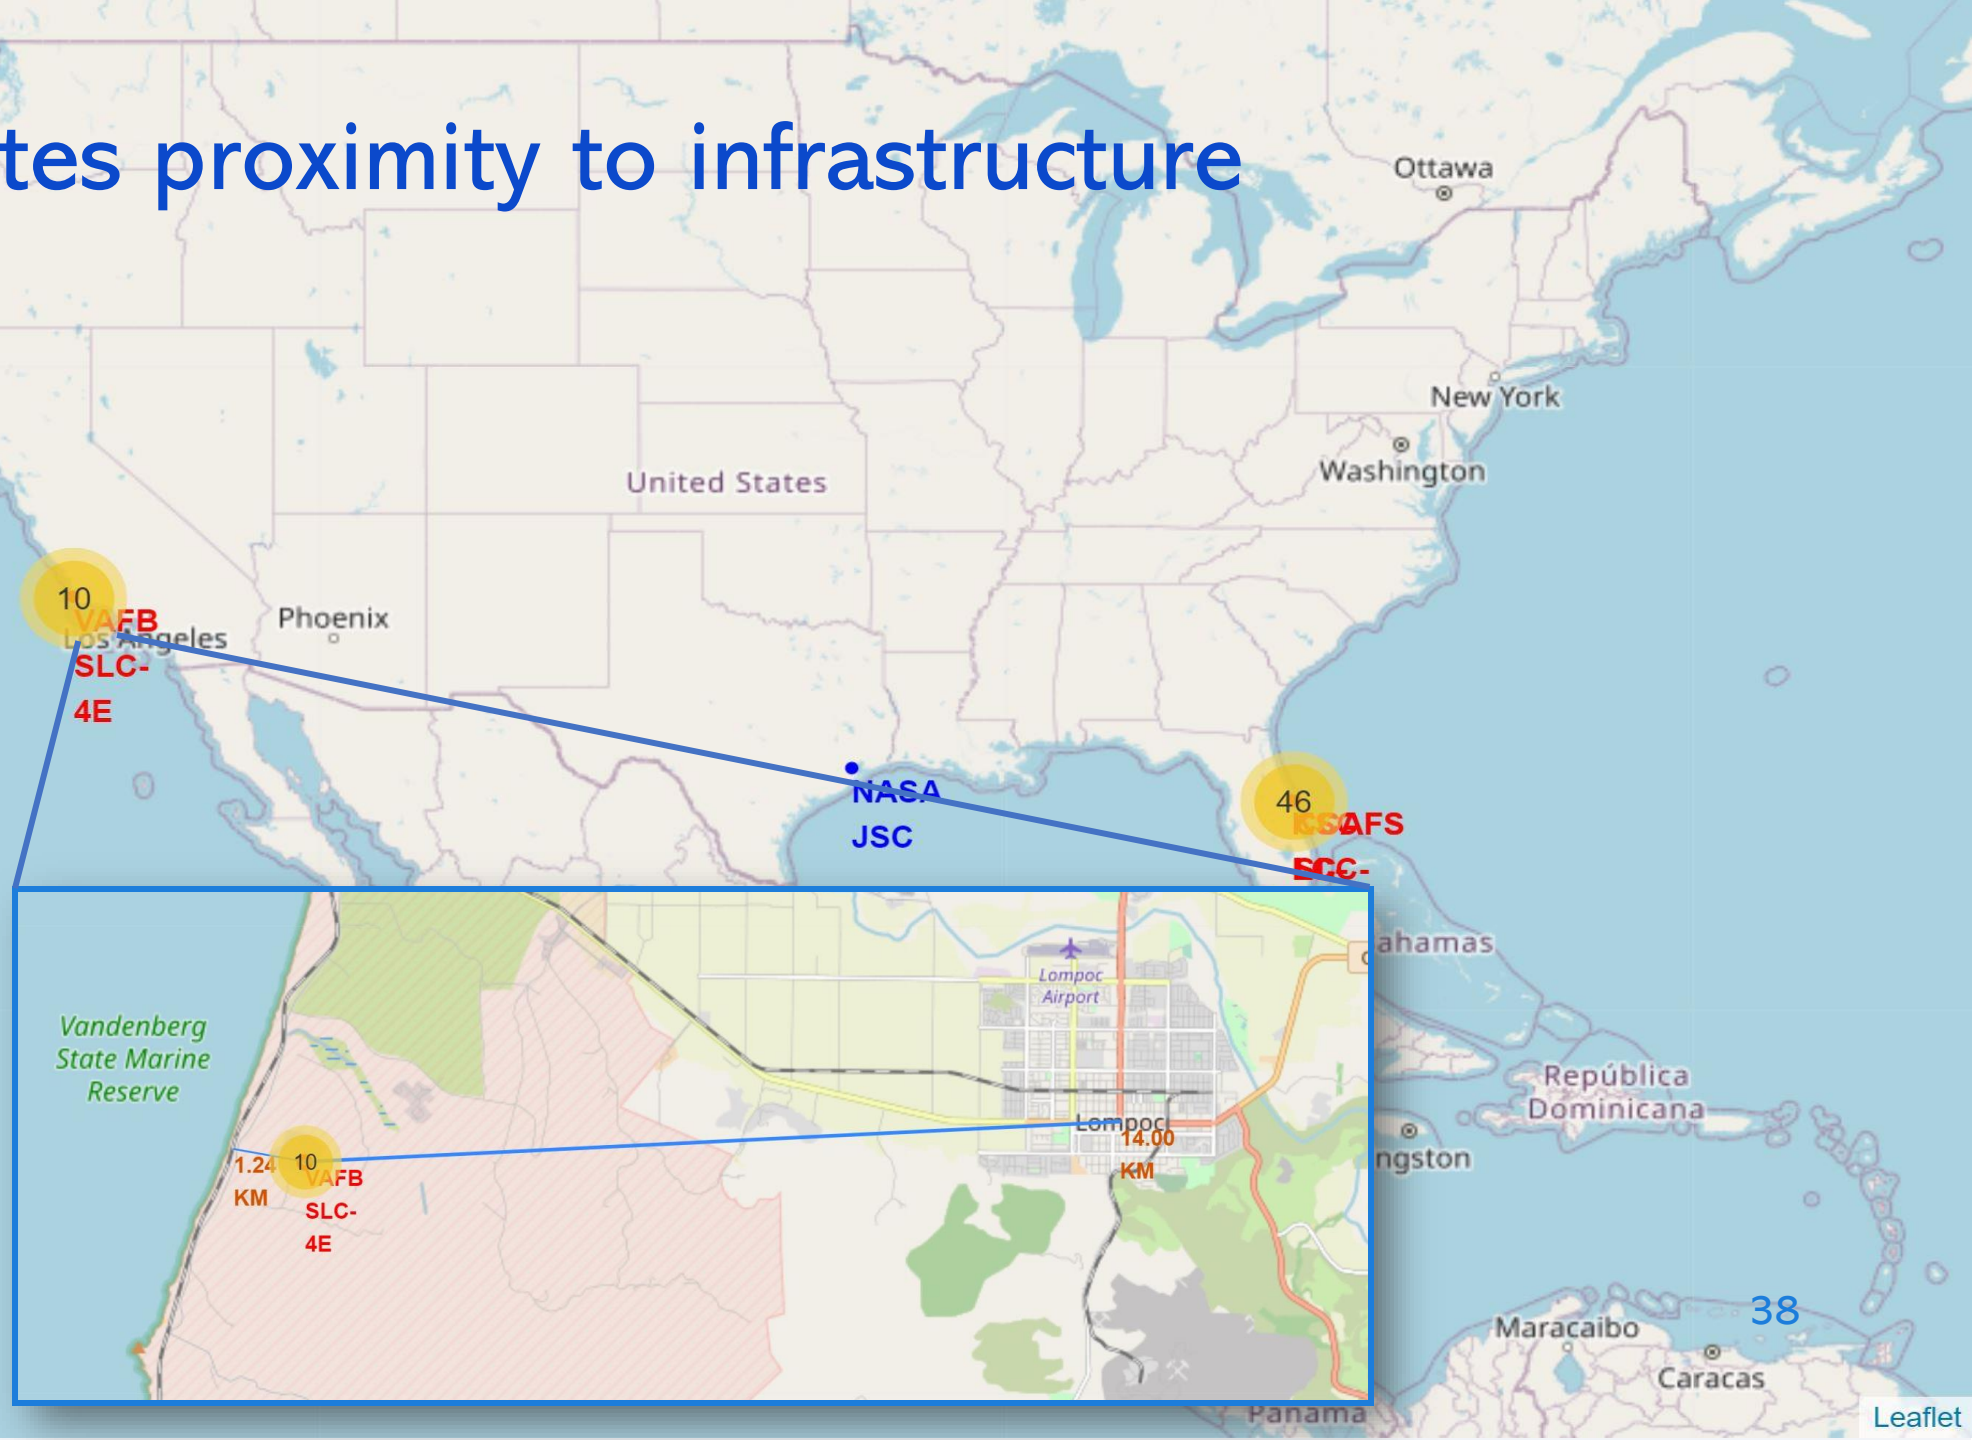 tes proximity to infrastructure
Ottawa
New York
Washington
United States
10
VAFB
SLC-
4E
Los Angeles
Phoenix
NASA
JSC
46
AFS
ahamas
República
Dominicana
ngston
Vandenberg
State Marine
Reserve
Lompoc
Airport
Lompoc
14.00
KM
1.24
KM
10
VAFB
SLC-
4E
38
Maracaibo
Caracas
Panama
Leaflet